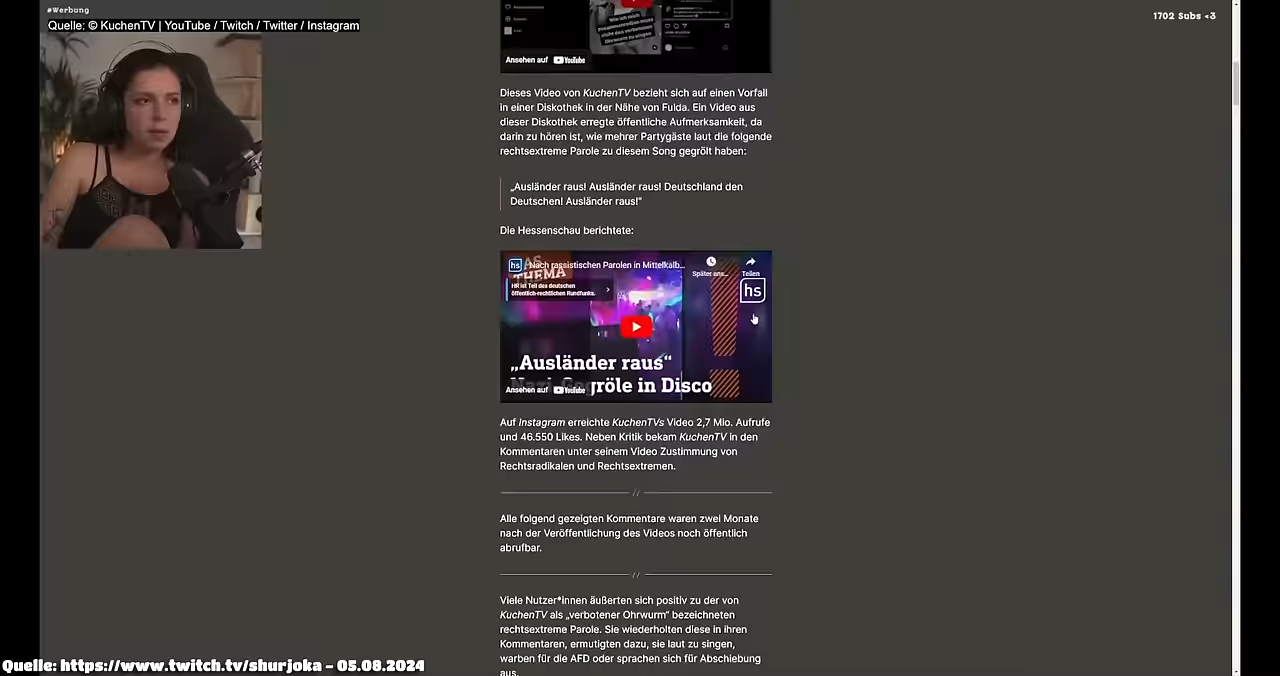 #Werbung
Quelle: © KuchenTV | YouTube / Twitch / Twitter / Instagram
1702 Subs <3
Ansehen auf YouTube
Dieses Video von KuchenTV bezieht sich auf einen Vorfall
in einer Diskothek in der Nähe von Fulda. Ein Video aus
dieser Diskothek erregte öffentliche Aufmerksamkeit, da
darin zu hören ist, wie mehrer Partygäste laut die folgende
rechtsextreme Parole zu diesem Song gegrölt haben:
„Ausländer raus! Ausländer raus! Deutschland den
Deutschen! Ausländer raus!“
Die Hessenschau berichtete:
hs Nach rassistischen Parolen in Mittelkalb...
Später ans...
Teilen
AS
THEMA
HR ist Teil des deutschen
öffentlich-rechtlichen Rundfunks.
hs
„Ausländer raus“
Nazi-Gegröle in Disco
Ansehen auf YouTube
Auf Instagram erreichte KuchenTVs Video 2,7 Mio. Aufrufe
und 46.550 Likes. Neben Kritik bekam KuchenTV in den
Kommentaren unter seinem Video Zustimmung von
Rechtsradikalen und Rechtsextremen.
//
Alle folgend gezeigten Kommentare waren zwei Monate
nach der Veröffentlichung des Videos noch öffentlich
abrufbar.
//
Viele Nutzer*innen äußerten sich positiv zu der von
KuchenTV als „verbotener Ohrwurm“ bezeichneten
rechtsextreme Parole. Sie wiederholten diese in ihren
Kommentaren, ermutigten dazu, sie laut zu singen,
warben für die AFD oder sprachen sich für Abschiebung
aus.
Quelle: https://www.twitch.tv/shurjoka - 05.08.2024